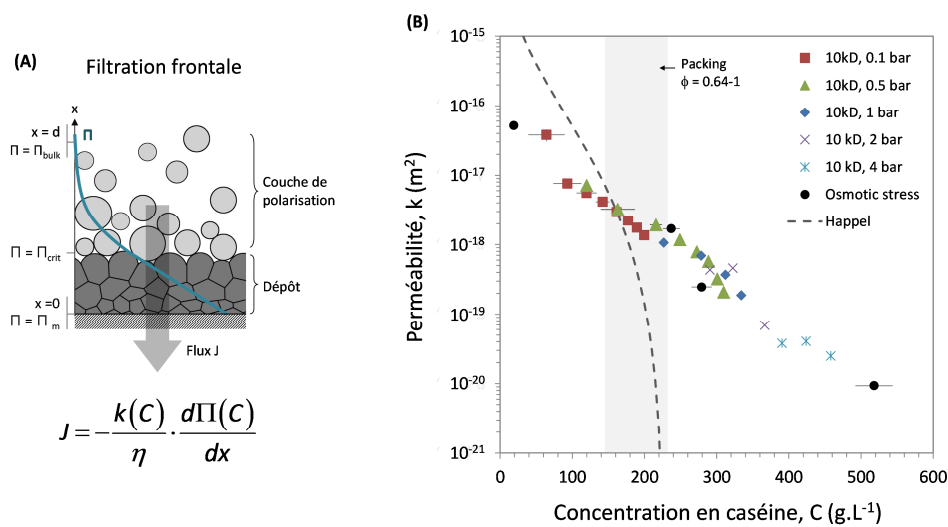 (A)
Filtration frontale
x
x = d
Π
Π = Πbulk
Couche de
polarisation
Π = Πcrit
Dépôt
x =0
Π = Π m
Flux J
J = - k(C) / η · dΠ(C) / dx
(B)
10-15
10-16
10-17
10-18
10-19
10-20
10-21
Perméabilité, k (m2)
0
100
200
300
400
500
600
Concentration en caséine, C (g.L-1)
Packing
ϕ = 0.64-1
10kD, 0.1 bar
10kD, 0.5 bar
10kD, 1 bar
10 kD, 2 bar
10 kD, 4 bar
Osmotic stress
Happel